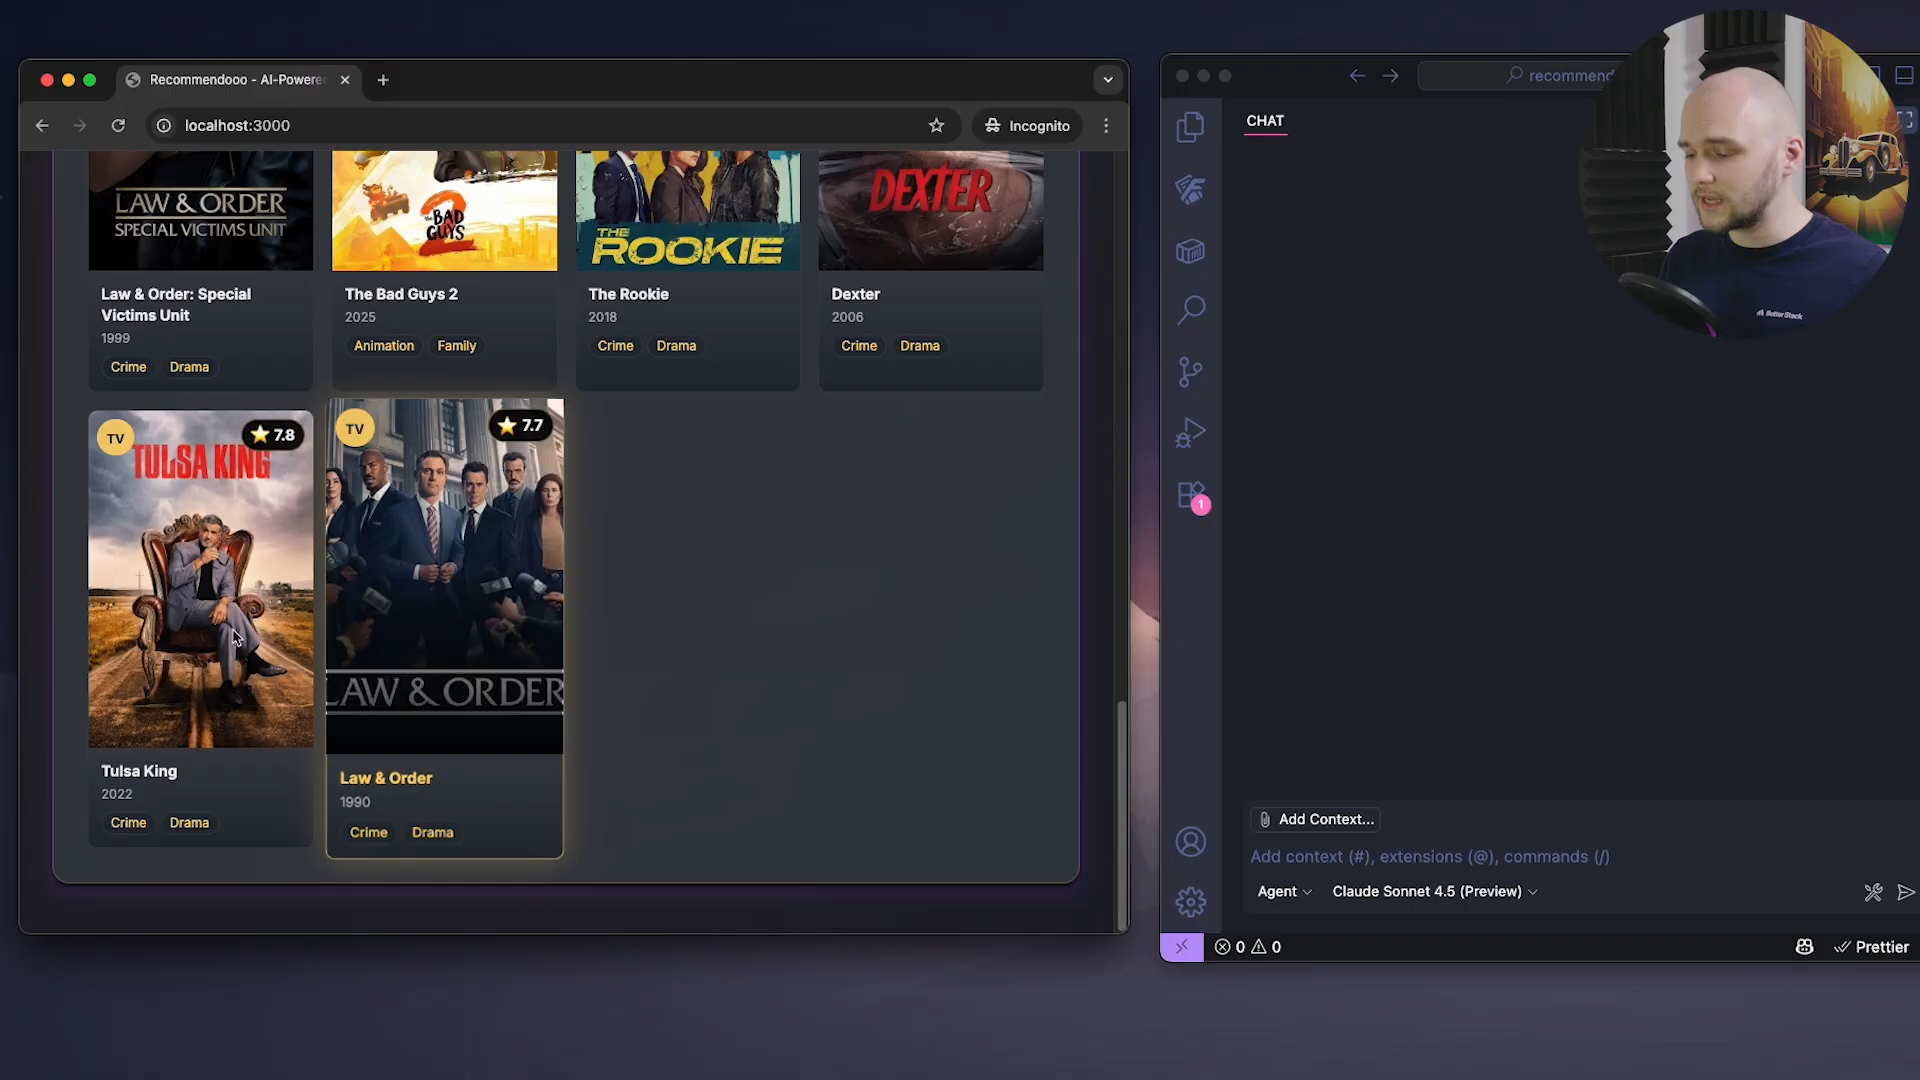 Recommendooo - AI-Powere
localhost:3000
Incognito
LAW & ORDER
SPECIAL VICTIMS UNIT
THE BAD GUYS 2
THE ROOKIE
DEXTER
Law & Order: Special
Victims Unit
1999
Crime
Drama
The Bad Guys 2
2025
Animation
Family
The Rookie
2018
Crime
Drama
Dexter
2006
Crime
Drama
TV
7.8
TULSA KING
Tulsa King
2022
Crime
Drama
TV
7.7
LAW & ORDER
Law & Order
1990
Crime
Drama
recommend
CHAT
1
Better Stack
Add Context...
Add context (#), extensions (@), commands (/)
Agent
Claude Sonnet 4.5 (Preview)
0
0
Prettier